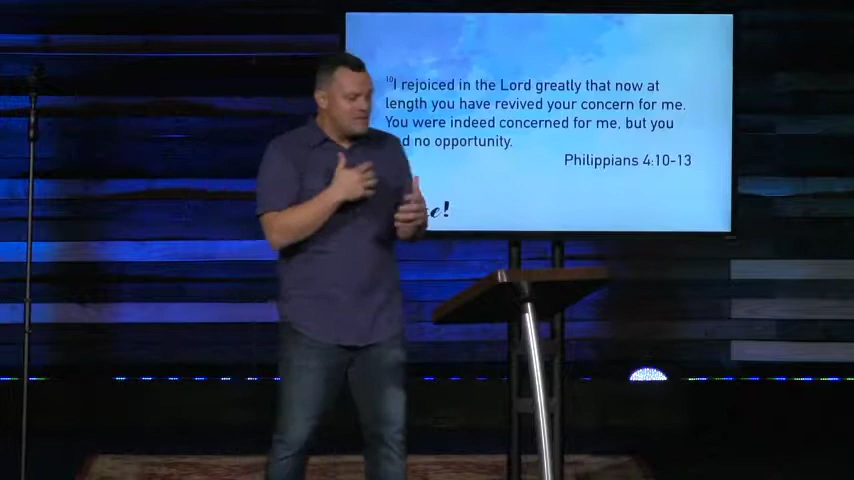 10I rejoiced in the Lord greatly that now at
length you have revived your concern for me.
You were indeed concerned for me, but you
no opportunity.
Philippians 4:10-13